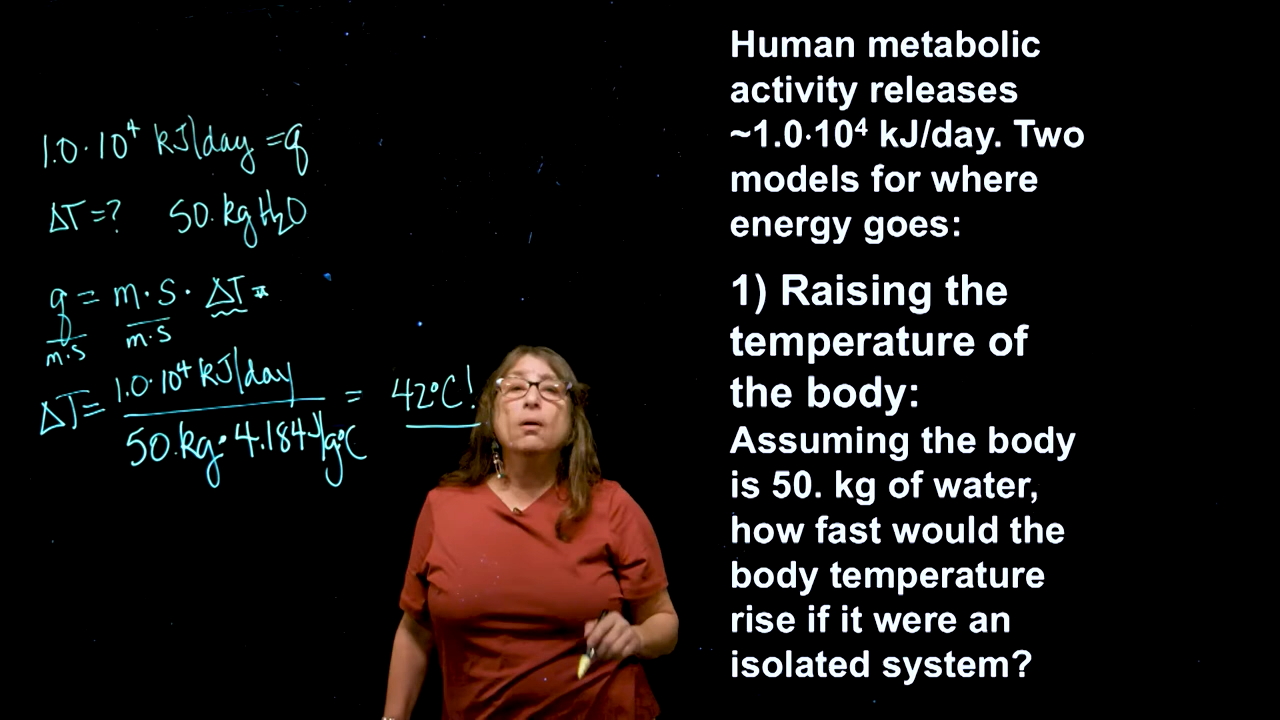 1.0·10⁴ kJ/day = q
ΔT = ? 50. kg H₂O
q = m·s·ΔT
m·s m·s
ΔT = 1.0·10⁴ kJ/day = 42°C!
50.kg·4.184J/g°C
Human metabolic
activity releases
~1.0·10⁴ kJ/day. Two
models for where
energy goes:
1) Raising the
temperature of
the body:
Assuming the body
is 50. kg of water,
how fast would the
body temperature
rise if it were an
isolated system?